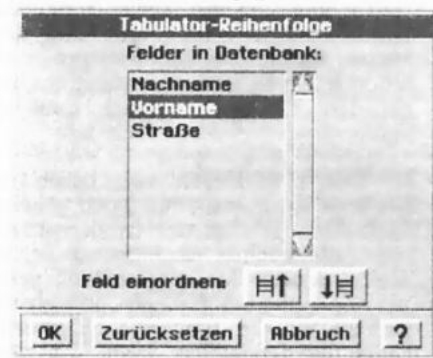 Tabulator-Reihenfolge
Felder in Datenbank:
Nachname
Vorname
Straße
Feld einordnen:
OK Zurücksetzen Abbruch ?